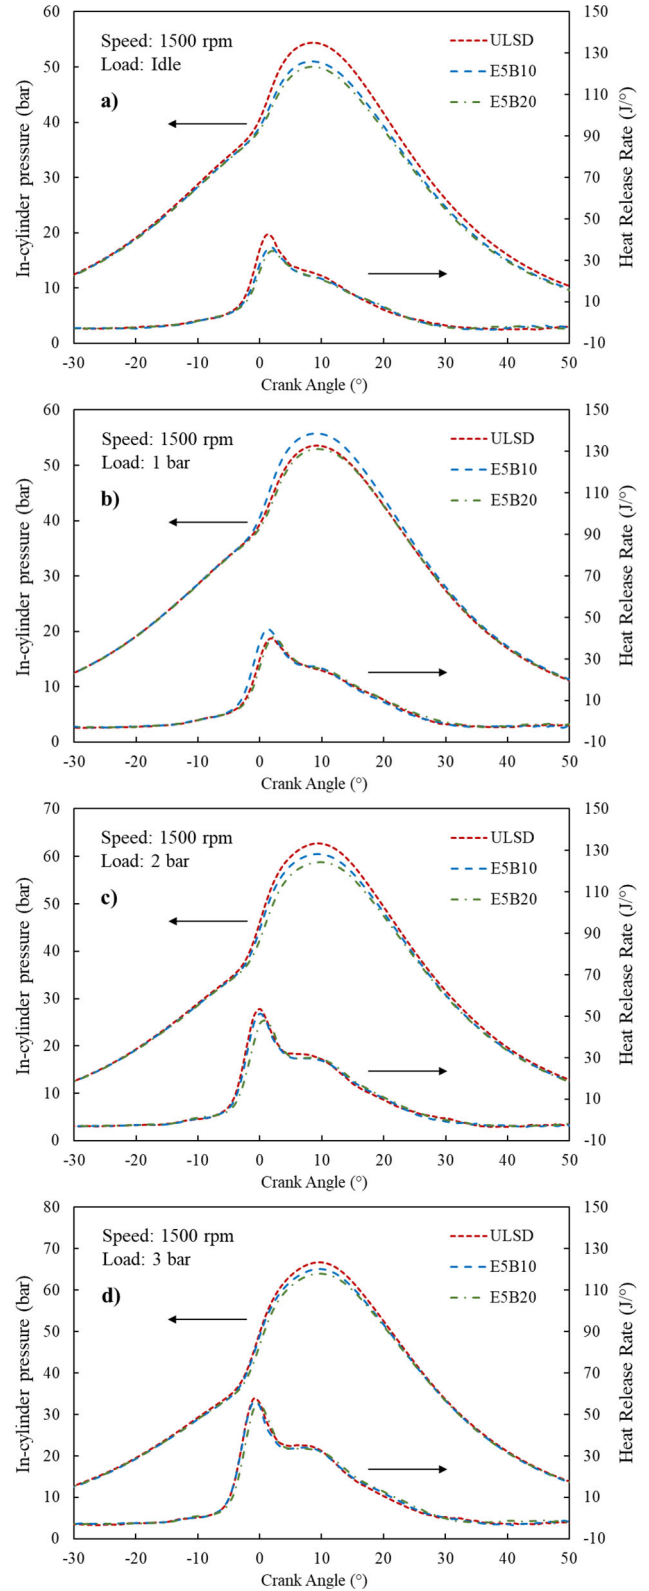 Speed: 1500 rpm
Load: Idle
a)
ULSD
E5B10
E5B20
In-cylinder pressure (bar)
60
50
40
30
20
10
0
Heat Release Rate (J/°)
150
130
110
90
70
50
30
10
-10
-30 -20 -10 0 10 20 30 40 50
Crank Angle (°)
Speed: 1500 rpm
Load: 1 bar
b)
ULSD
E5B10
E5B20
In-cylinder pressure (bar)
60
50
40
30
20
10
0
Heat Release Rate (J/°)
150
130
110
90
70
50
30
10
-10
-30 -20 -10 0 10 20 30 40 50
Crank Angle (°)
Speed: 1500 rpm
Load: 2 bar
c)
ULSD
E5B10
E5B20
In-cylinder pressure (bar)
70
60
50
40
30
20
10
0
Heat Release Rate (J/°)
150
130
110
90
70
50
30
10
-10
-30 -20 -10 0 10 20 30 40 50
Crank Angle (°)
Speed: 1500 rpm
Load: 3 bar
d)
ULSD
E5B10
E5B20
In-cylinder pressure (bar)
80
70
60
50
40
30
20
10
0
Heat Release Rate (J/°)
150
130
110
90
70
50
30
10
-10
-30 -20 -10 0 10 20 30 40 50
Crank Angle (°)